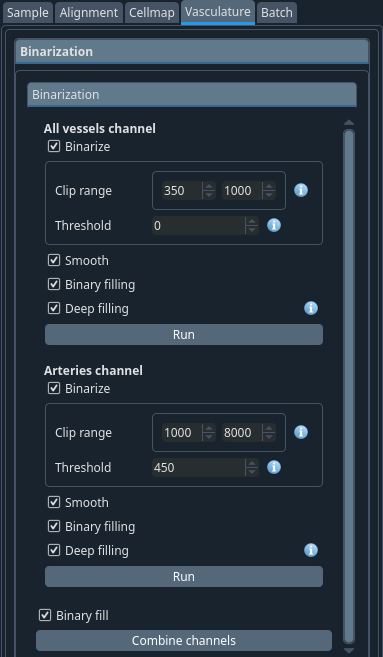 Sample Alignment Cellmap Vasculature Batch
Binarization
Binarization
All vessels channel
Binarize
Clip range 350 1000
Threshold 0
Smooth
Binary filling
Deep filling
Run
Arteries channel
Binarize
Clip range 1000 8000
Threshold 450
Smooth
Binary filling
Deep filling
Run
Binary fill
Combine channels